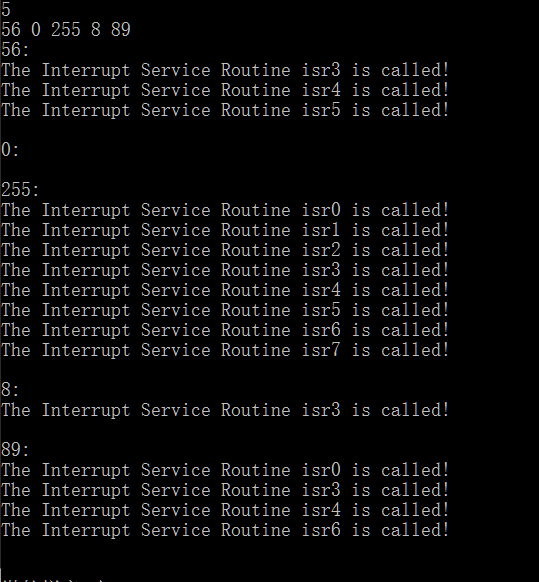 5
56 0 255 8 89
56:
The Interrupt Service Routine isr3 is called!
The Interrupt Service Routine isr4 is called!
The Interrupt Service Routine isr5 is called!
0:
255:
The Interrupt Service Routine isr0 is called!
The Interrupt Service Routine isr1 is called!
The Interrupt Service Routine isr2 is called!
The Interrupt Service Routine isr3 is called!
The Interrupt Service Routine isr4 is called!
The Interrupt Service Routine isr5 is called!
The Interrupt Service Routine isr6 is called!
The Interrupt Service Routine isr7 is called!
8:
The Interrupt Service Routine isr3 is called!
89:
The Interrupt Service Routine isr0 is called!
The Interrupt Service Routine isr3 is called!
The Interrupt Service Routine isr4 is called!
The Interrupt Service Routine isr6 is called!